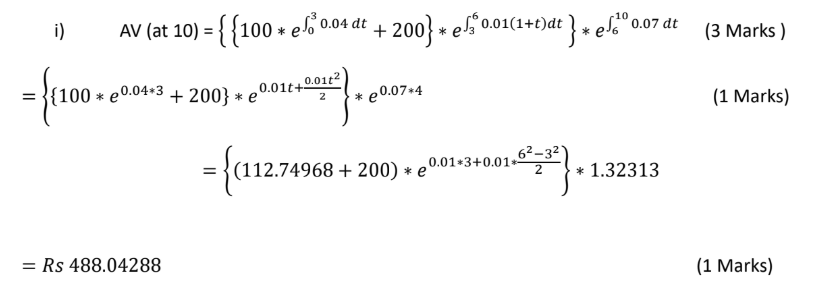 i) AV (at 10) = { { 100 * e^{∫_0^3 0.04 dt} + 200 } * e^{∫_3^6 0.01(1+t)dt} } * e^{∫_6^10 0.07 dt} (3 Marks )
= { {100 * e^{0.04*3} + 200} * e^{0.01t+\frac{0.01t^2}{2}} } * e^{0.07*4} (1 Marks)
= { (112.74968 + 200) * e^{0.01*3+0.01*\frac{6^2−3^2}{2}} } * 1.32313
= Rs 488.04288 (1 Marks)